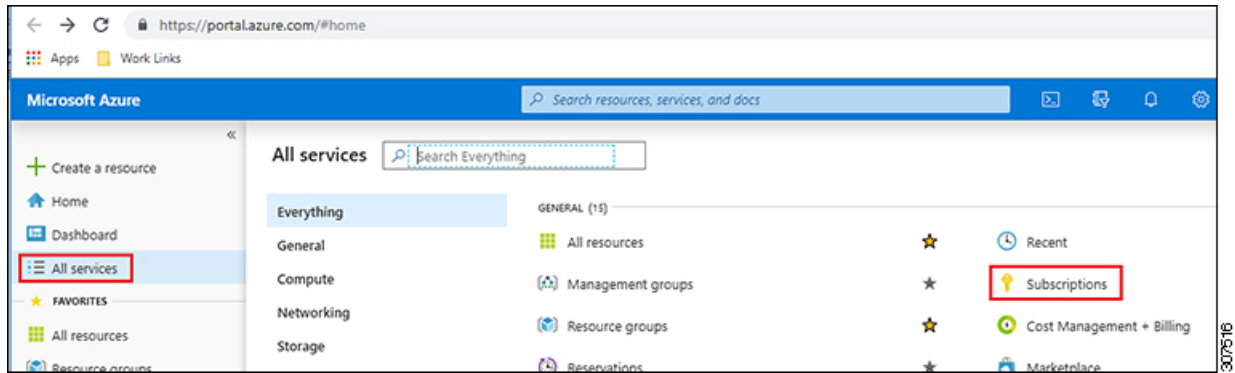 https://portal.azure.com/#home
Apps
Work Links
Microsoft Azure
Search resources, services, and docs
«
Create a resource
Home
Dashboard
All services
FAVORITES
All resources
Resource groups
All services
Search Everything
Everything
General
Compute
Networking
Storage
GENERAL (15)
All resources
Management groups
Resource groups
Reservations
Recent
Subscriptions
Cost Management + Billing
Marketplace
307516